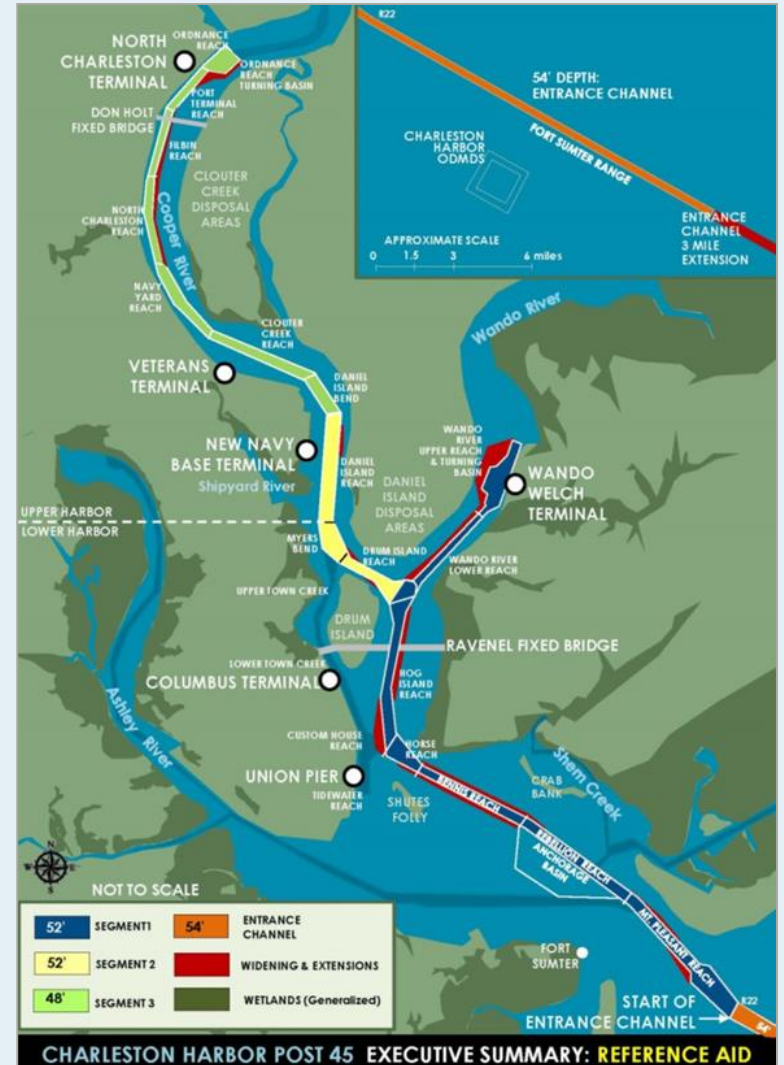 ORDNANCE
REACH
NORTH
CHARLESTON
TERMINAL
ORDNANCE
REACH
TURNING BASIN
PORT
TERMINAL
REACH
DON HOLT
FIXED BRIDGE
FILBIN
REACH
CLOUTER
CREEK
DISPOSAL
AREAS
NORTH
CHARLESTON
REACH
Cooper River
NAVY
YARD
REACH
CLOUTER
CREEK
REACH
VETERANS
TERMINAL
DANIEL
ISLAND
BEND
NEW NAVY
BASE TERMINAL
Shipyard River
DANIEL
ISLAND
REACH
DANIEL
ISLAND
DISPOSAL
AREAS
R22
54' DEPTH:
ENTRANCE CHANNEL
CHARLESTON
HARBOR
ODMDS
FORT SUMTER RANGE
ENTRANCE
CHANNEL
3 MILE
EXTENSION
APPROXIMATE SCALE
0 1.5 3 6 miles
Wando River
WANDO
RIVER
UPPER REACH
& TURNING
BASIN
WANDO
WELCH
TERMINAL
UPPER HARBOR
LOWER HARBOR
MYERS
BEND
DRUM ISLAND
REACH
WANDO RIVER
LOWER REACH
UPPER TOWN CREEK
DRUM
ISLAND
RAVENEL FIXED BRIDGE
LOWER TOWN CREEK
COLUMBUS TERMINAL
HOG
ISLAND
REACH
Ashley River
CUSTOM HOUSE
REACH
HORSE
REACH
UNION PIER
TIDEWATER
REACH
SHUTES
FOLLY
BENNIS REACH
CRAB
BANK
Shem Creek
REBELLION REACH
ANCHORAGE
BASIN
MT. PLEASANT REACH
FORT
SUMTER
R22
START OF
ENTRANCE CHANNEL
54'
NOT TO SCALE
52' SEGMENT1 54' ENTRANCE
CHANNEL
52' SEGMENT 2 WIDENING & EXTENSIONS
48' SEGMENT 3 WETLANDS (Generalized)
CHARLESTON HARBOR POST 45 EXECUTIVE SUMMARY: REFERENCE AID